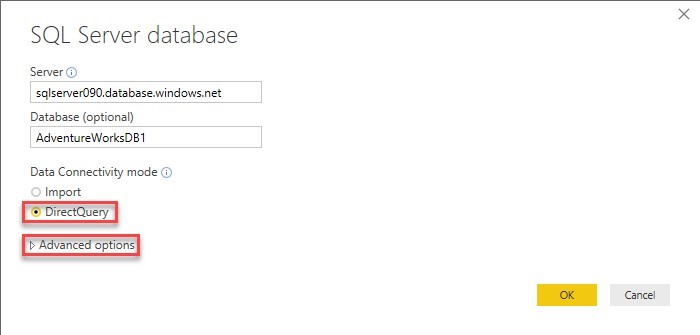 SQL Server database
Server
sqlserver090.database.windows.net
Database (optional)
AdventureWorksDB1
Data Connectivity mode
Import
DirectQuery
Advanced options
OK Cancel